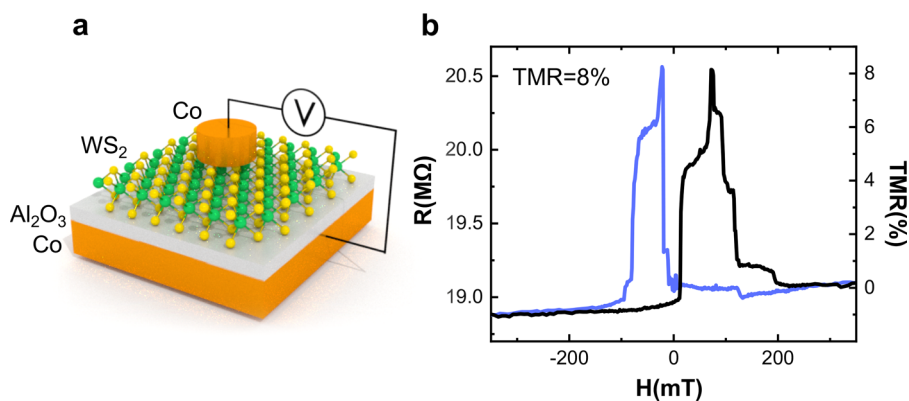 a
Co
V
WS2
Al2O3
Co
b
TMR=8%
20.5
20.0
19.5
19.0
R(MΩ)
8
6
4
2
0
TMR(%)
-200
0
200
H(mT)